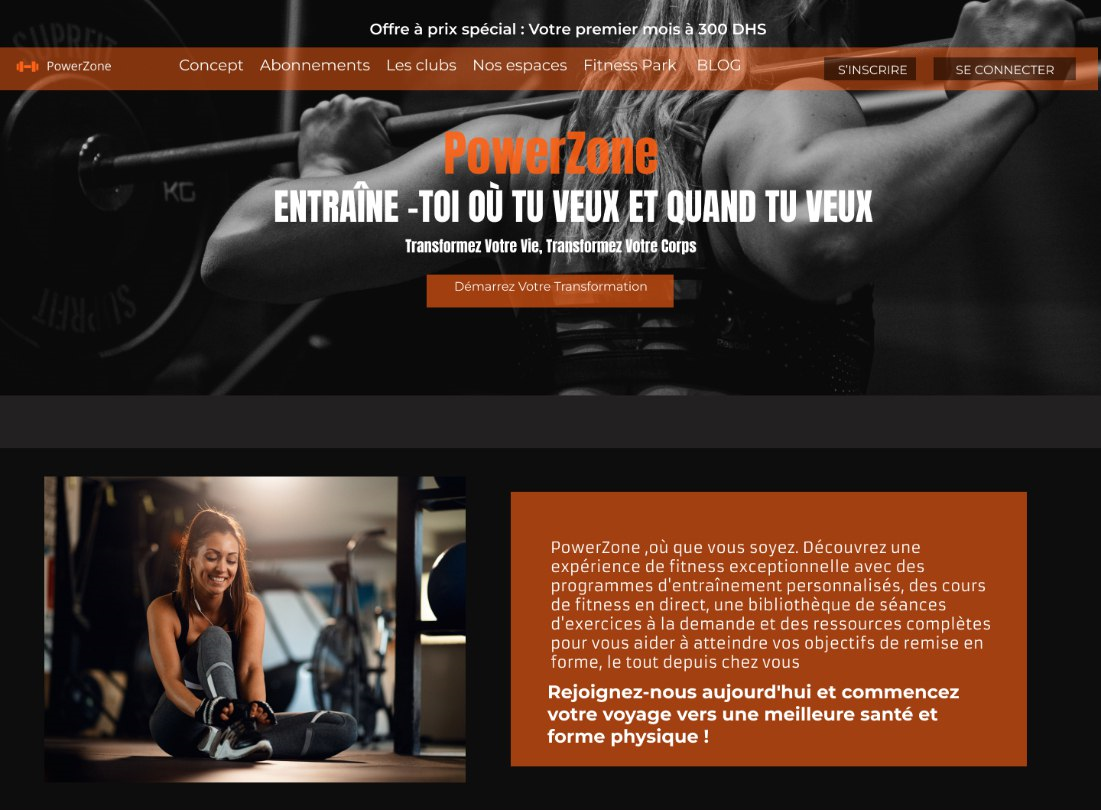 Offre à prix spécial : Votre premier mois à 300 DHS
PowerZone Concept Abonnements Les clubs Nos espaces Fitness Park BLOG S'INSCRIRE SE CONNECTER
PowerZone
ENTRAÎNE -TOI OÙ TU VEUX ET QUAND TU VEUX
Transformez Votre Vie, Transformez Votre Corps
Démarrez Votre Transformation
SUPRFIT
KG
SUPRFIT
PowerZone ,où que vous soyez. Découvrez une
expérience de fitness exceptionnelle avec des
programmes d'entraînement personnalisés, des cours
de fitness en direct, une bibliothèque de séances
d'exercices à la demande et des ressources complètes
pour vous aider à atteindre vos objectifs de remise en
forme, le tout depuis chez vous
Rejoignez-nous aujourd'hui et commencez
votre voyage vers une meilleure santé et
forme physique !